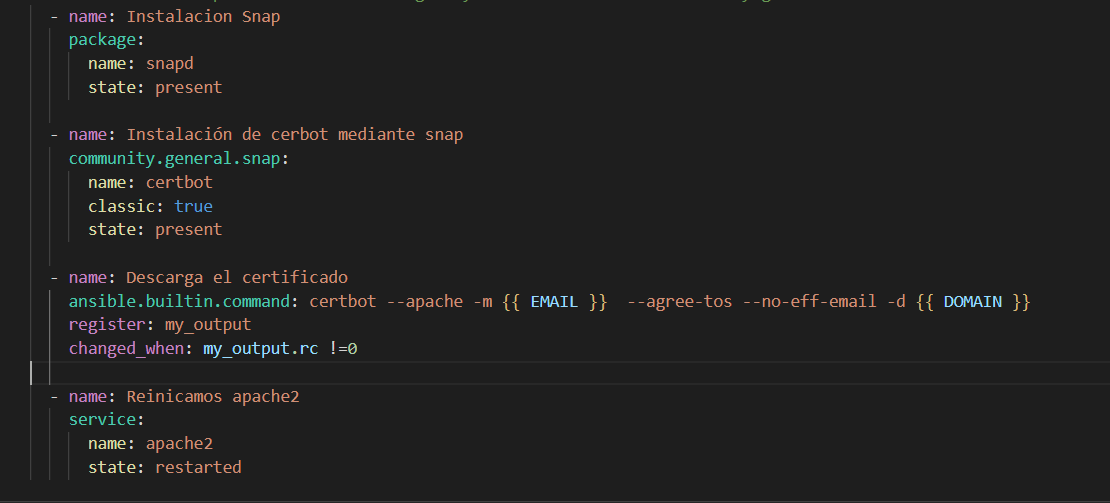 - name: Instalacion Snap
package:
name: snapd
state: present
- name: Instalación de cerbot mediante snap
community.general.snap:
name: certbot
classic: true
state: present
- name: Descarga el certificado
ansible.builtin.command: certbot --apache -m {{ EMAIL }}  --agree-tos --no-eff-email -d {{ DOMAIN }}
register: my_output
changed_when: my_output.rc !=0
- name: Reinicamos apache2
service:
name: apache2
state: restarted